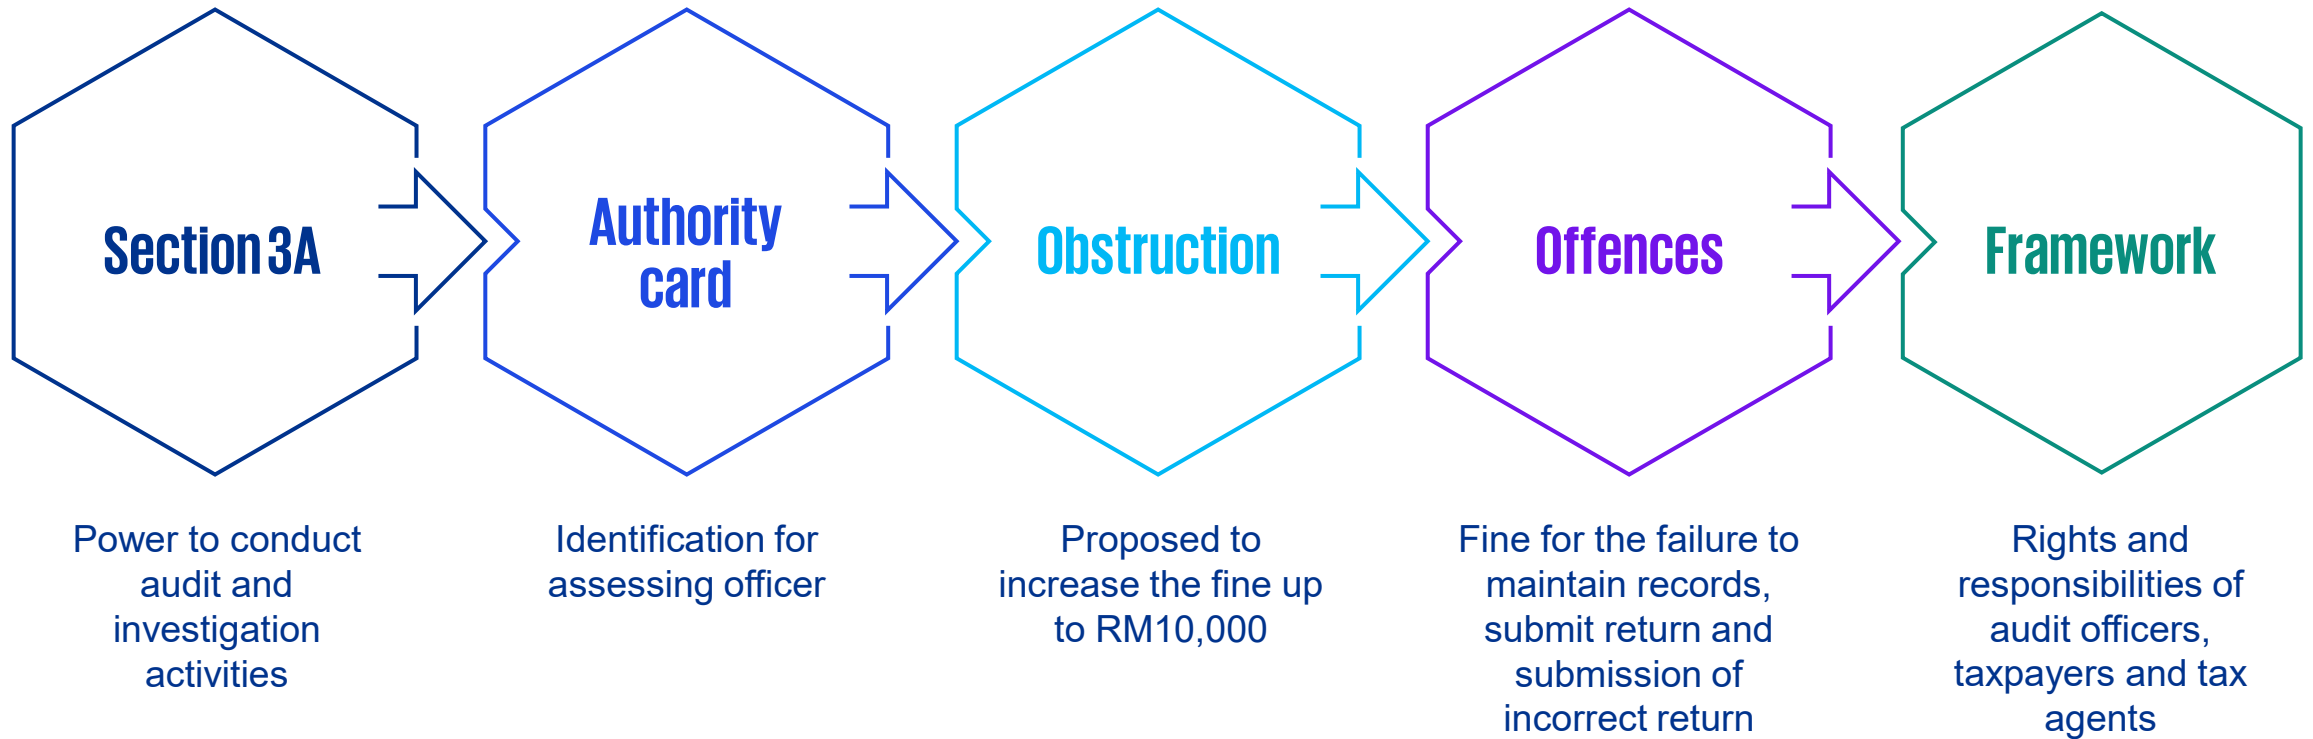 Section 3A
Authority
card
Obstruction
Offences
Framework
Power to conduct
audit and
investigation
activities
Identification for
assessing officer
Proposed to
increase the fine up
to RM10,000
Fine for the failure to
maintain records,
submit return and
submission of
incorrect return
Rights and
responsibilities of
audit officers,
taxpayers and tax
agents